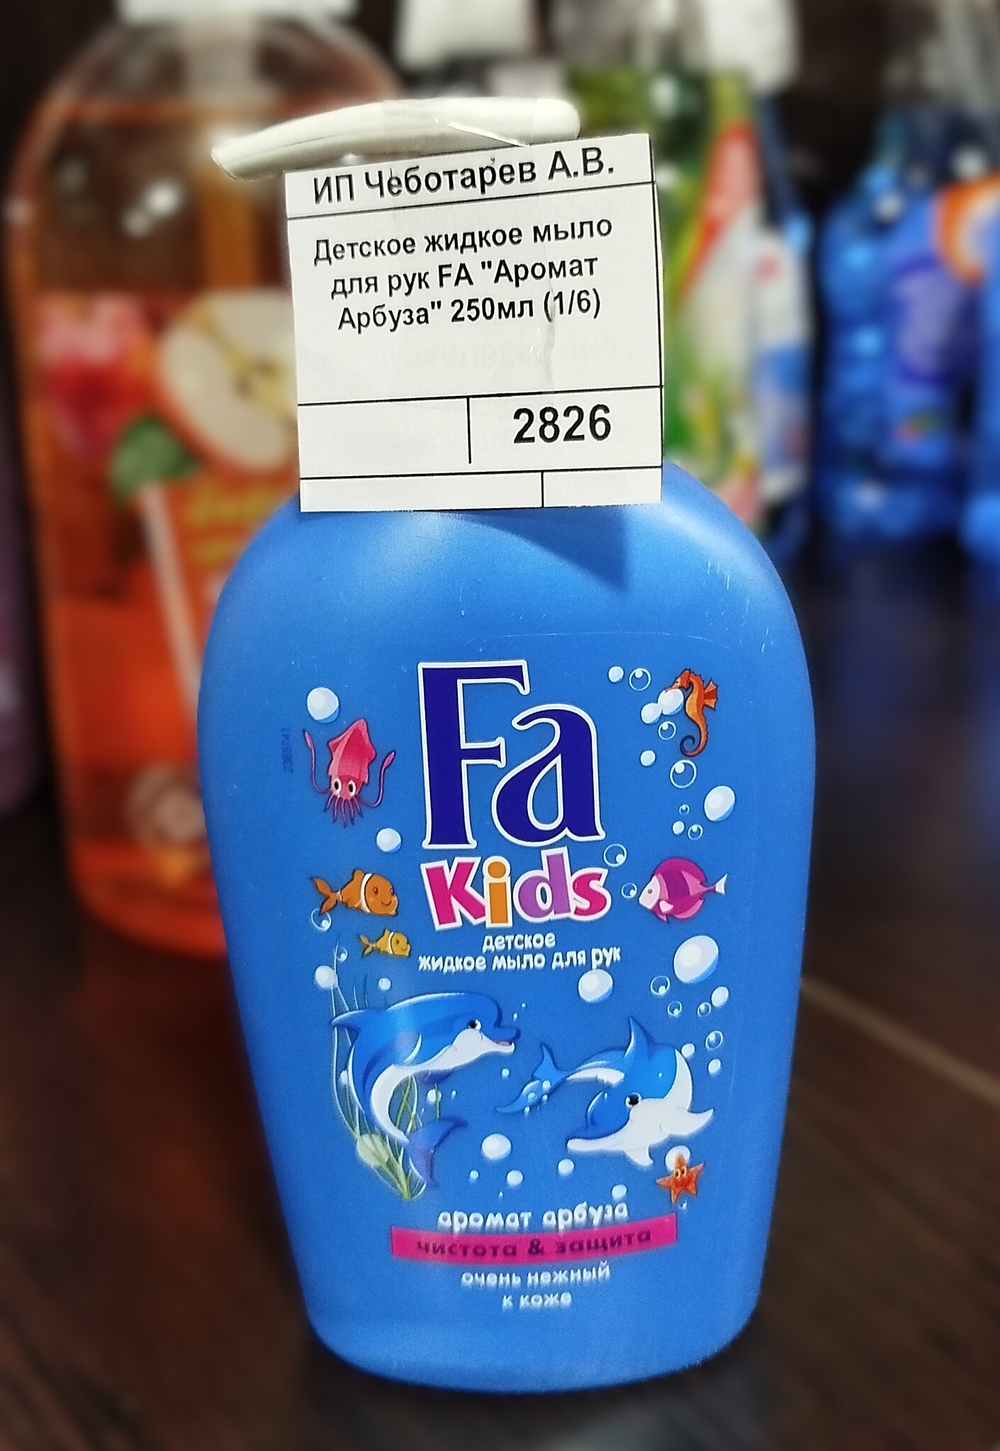 ИП Чеботарев А.В.
Детское жидкое мыло
для рук FA "Аромат
Арбуза" 250мл (1/6)
2826
Fa
Kids
детское
жидкое мыло для рук
аромат арбуза
чистота & защита
очень нежный
к коже